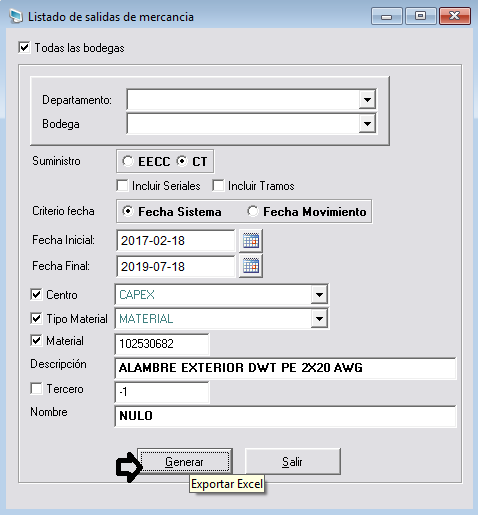 Listado de salidas de mercancia
Todas las bodegas
Departamento:
Bodega
Suministro EECC CT
Incluir Seriales Incluir Tramos
Criterio fecha Fecha Sistema Fecha Movimiento
Fecha Inicial: 2017-02-18
Fecha Final: 2019-07-18
Centro CAPEX
Tipo Material MATERIAL
Material 102530682
Descripción ALAMBRE EXTERIOR DWT PE 2X20 AWG
Tercero -1
Nombre NULO
Generar Salir
Exportar Excel